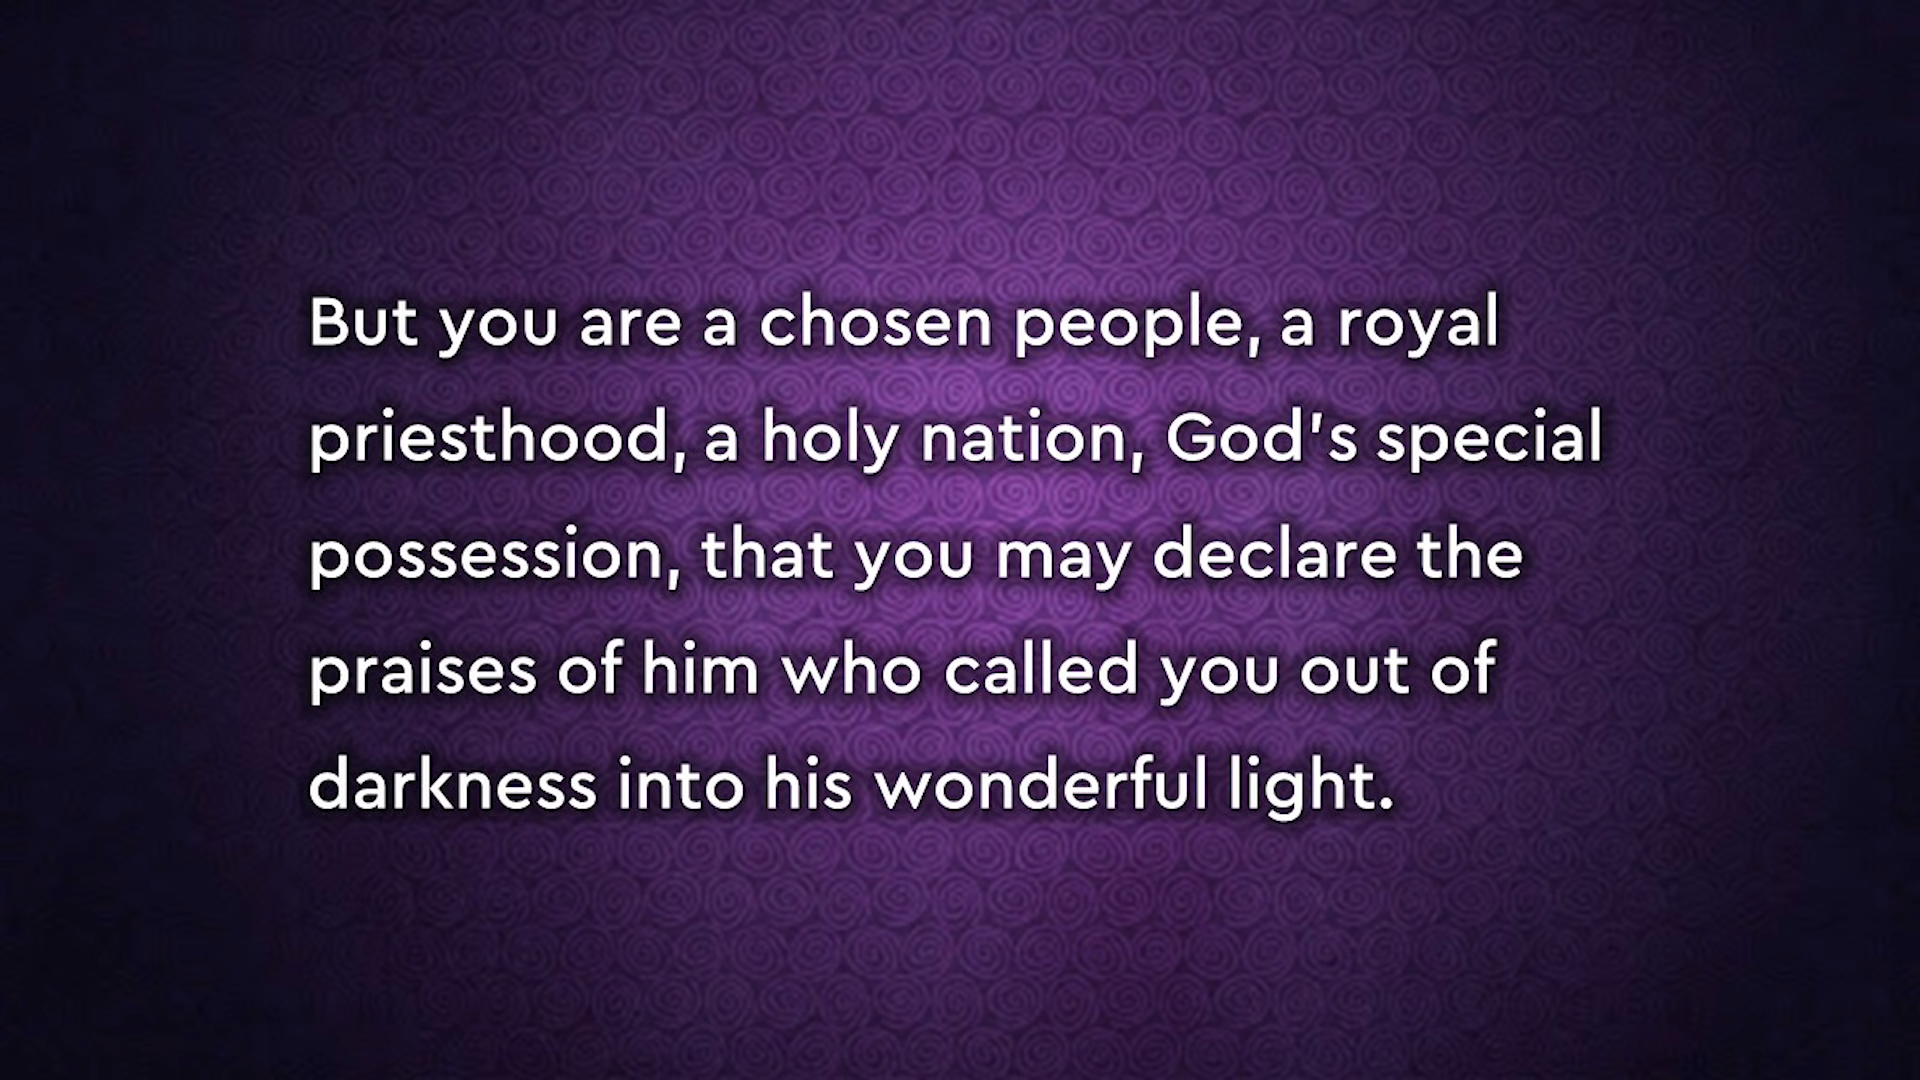 But you are a chosen people, a royal
priesthood, a holy nation, God's special
possession, that you may declare the
praises of him who called you out of
darkness into his wonderful light.